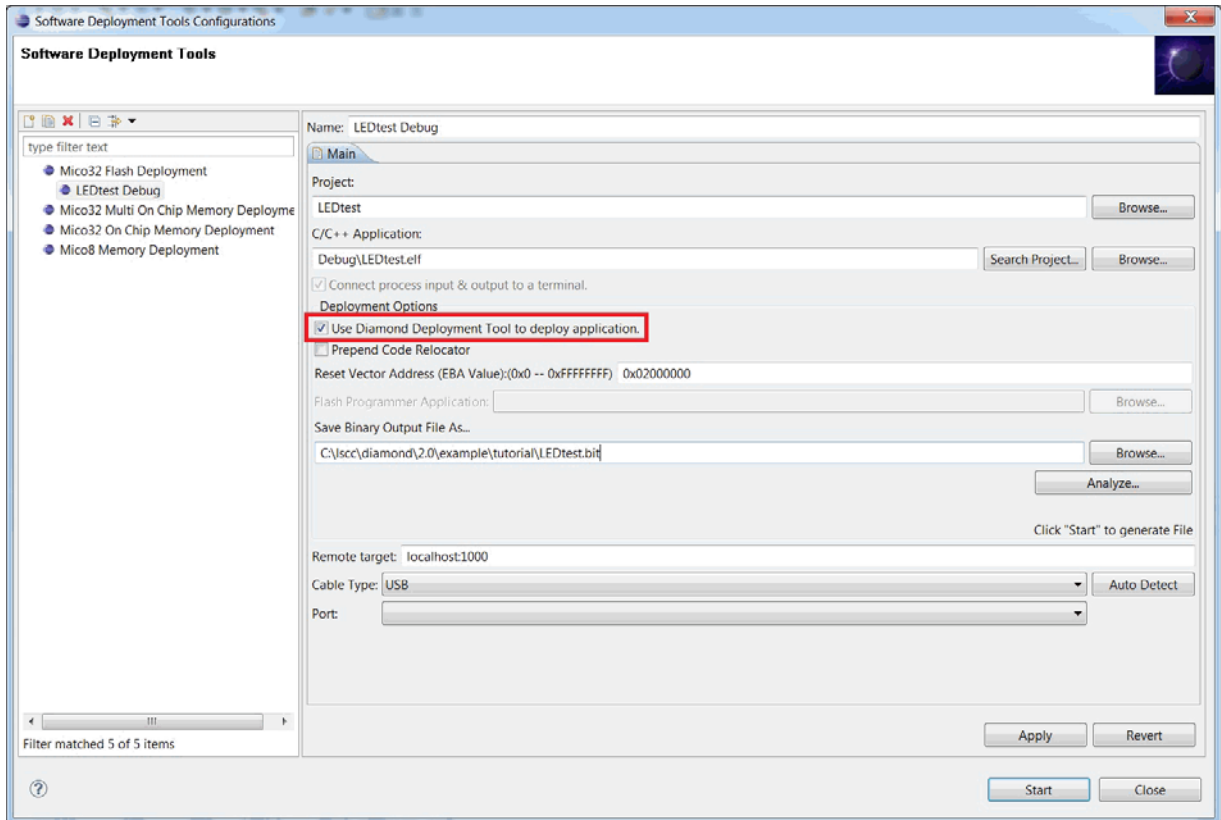 Software Deployment Tools Configurations
Software Deployment Tools
type filter text
Mico32 Flash Deployment
LEDtest Debug
Mico32 Multi On Chip Memory Deployme
Mico32 On Chip Memory Deployment
Mico8 Memory Deployment
Filter matched 5 of 5 items
Name: LEDtest Debug
Main
Project:
LEDtest Browse...
C/C++ Application:
Debug\LEDtest.elf Search Project... Browse...
Connect process input & output to a terminal.
Deployment Options
Use Diamond Deployment Tool to deploy application.
Prepend Code Relocator
Reset Vector Address (EBA Value):(0x0 -- 0xFFFFFFFF) 0x02000000
Flash Programmer Application: Browse...
Save Binary Output File As...
C:\lscc\diamond\2.0\example\tutorial\LEDtest.bit Browse...
Analyze...
Click "Start" to generate File
Remote target: localhost:1000
Cable Type: USB Auto Detect
Port:
Apply Revert
Start Close